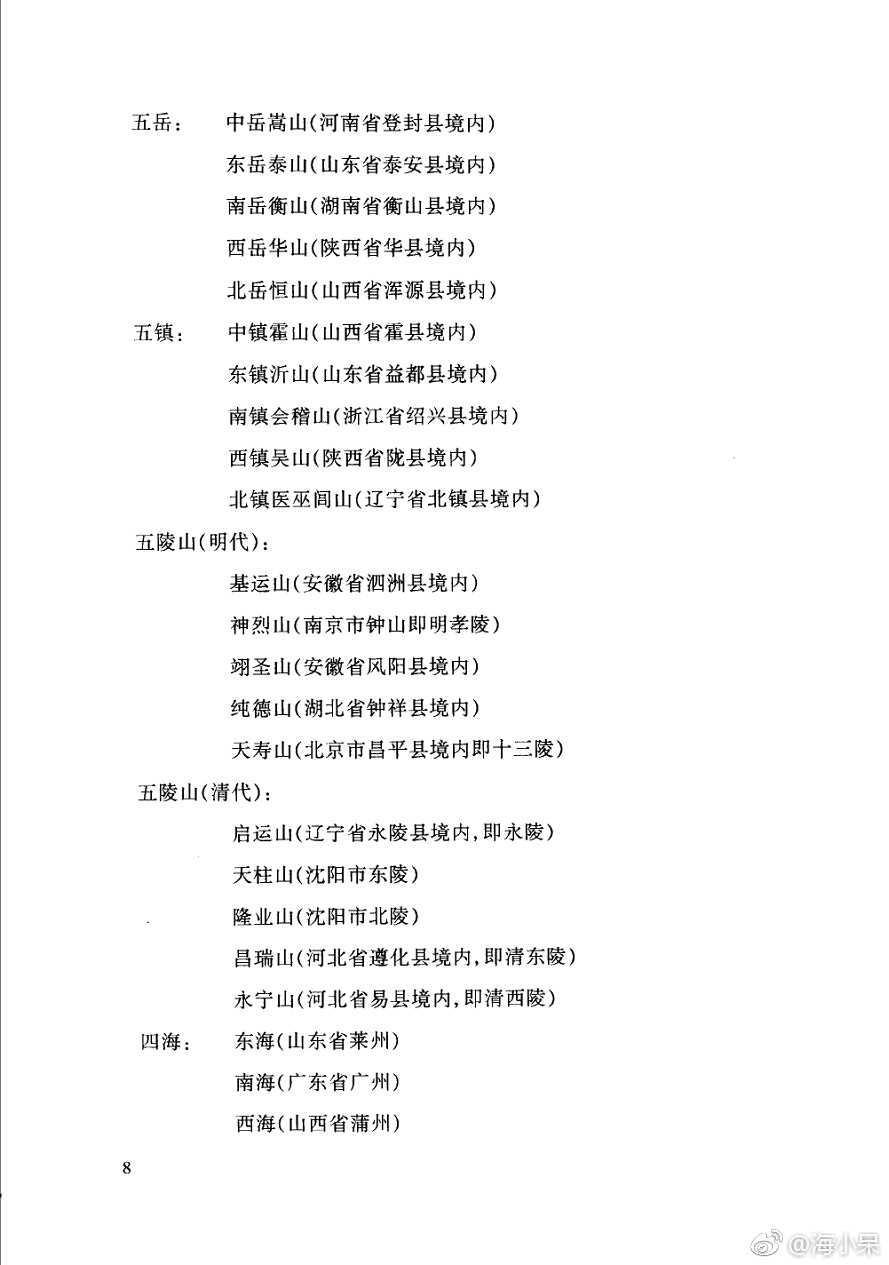 五岳: 中岳嵩山(河南省登封县境内)
东岳泰山(山东省泰安县境内)
南岳衡山(湖南省衡山县境内)
西岳华山(陕西省华县境内)
北岳恒山(山西省浑源县境内)
五镇: 中镇霍山(山西省霍县境内)
东镇沂山(山东省益都县境内)
南镇会稽山(浙江省绍兴县境内)
西镇吴山(陕西省陇县境内)
北镇医巫闾山(辽宁省北镇县境内)
五陵山(明代):
基运山(安徽省泗洲县境内)
神烈山(南京市钟山即明孝陵)
翊圣山(安徽省风阳县境内)
纯德山(湖北省钟祥县境内)
天寿山(北京市昌平县境内即十三陵)
五陵山(清代):
启运山(辽宁省永陵县境内,即永陵)
天柱山(沈阳市东陵)
隆业山(沈阳市北陵)
昌瑞山(河北省遵化县境内,即清东陵)
永宁山(河北省易县境内,即清西陵)
四海: 东海(山东省莱州)
南海(广东省广州)
西海(山西省蒲州)
8
@海小呆